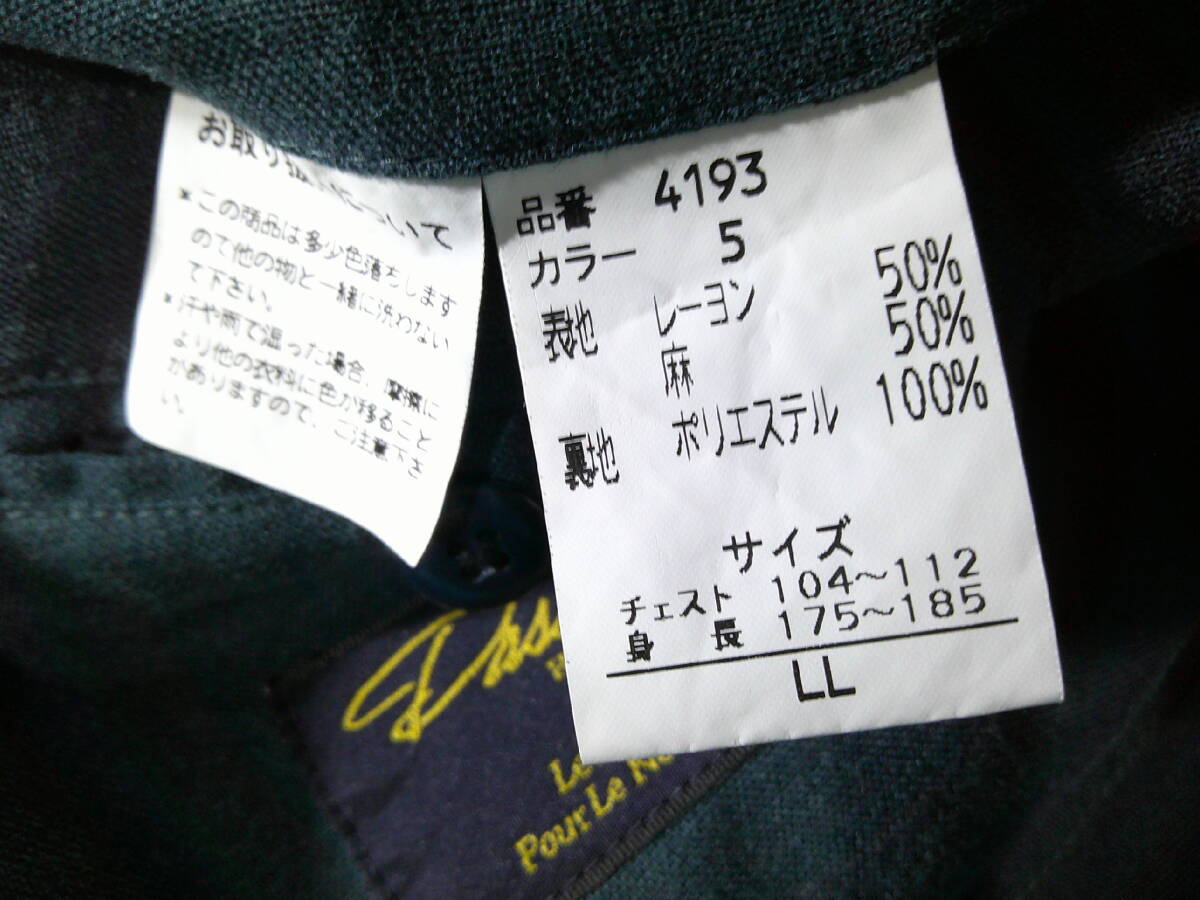 お取り扱いについて
* この商品は多少色落ちします
ので他の物と一緒に洗わない
で下さい。
* 汗や雨で湿った場合、摩擦に
より他の衣料に色が移ること
がありますので、ご注意下さ
い。
品番 4193
カラー 5
表地 レーヨン 50%
麻 50%
裏地 ポリエステル 100%
サイズ
チェスト 104〜112
身長 175〜185
LL
Le
Pour Le